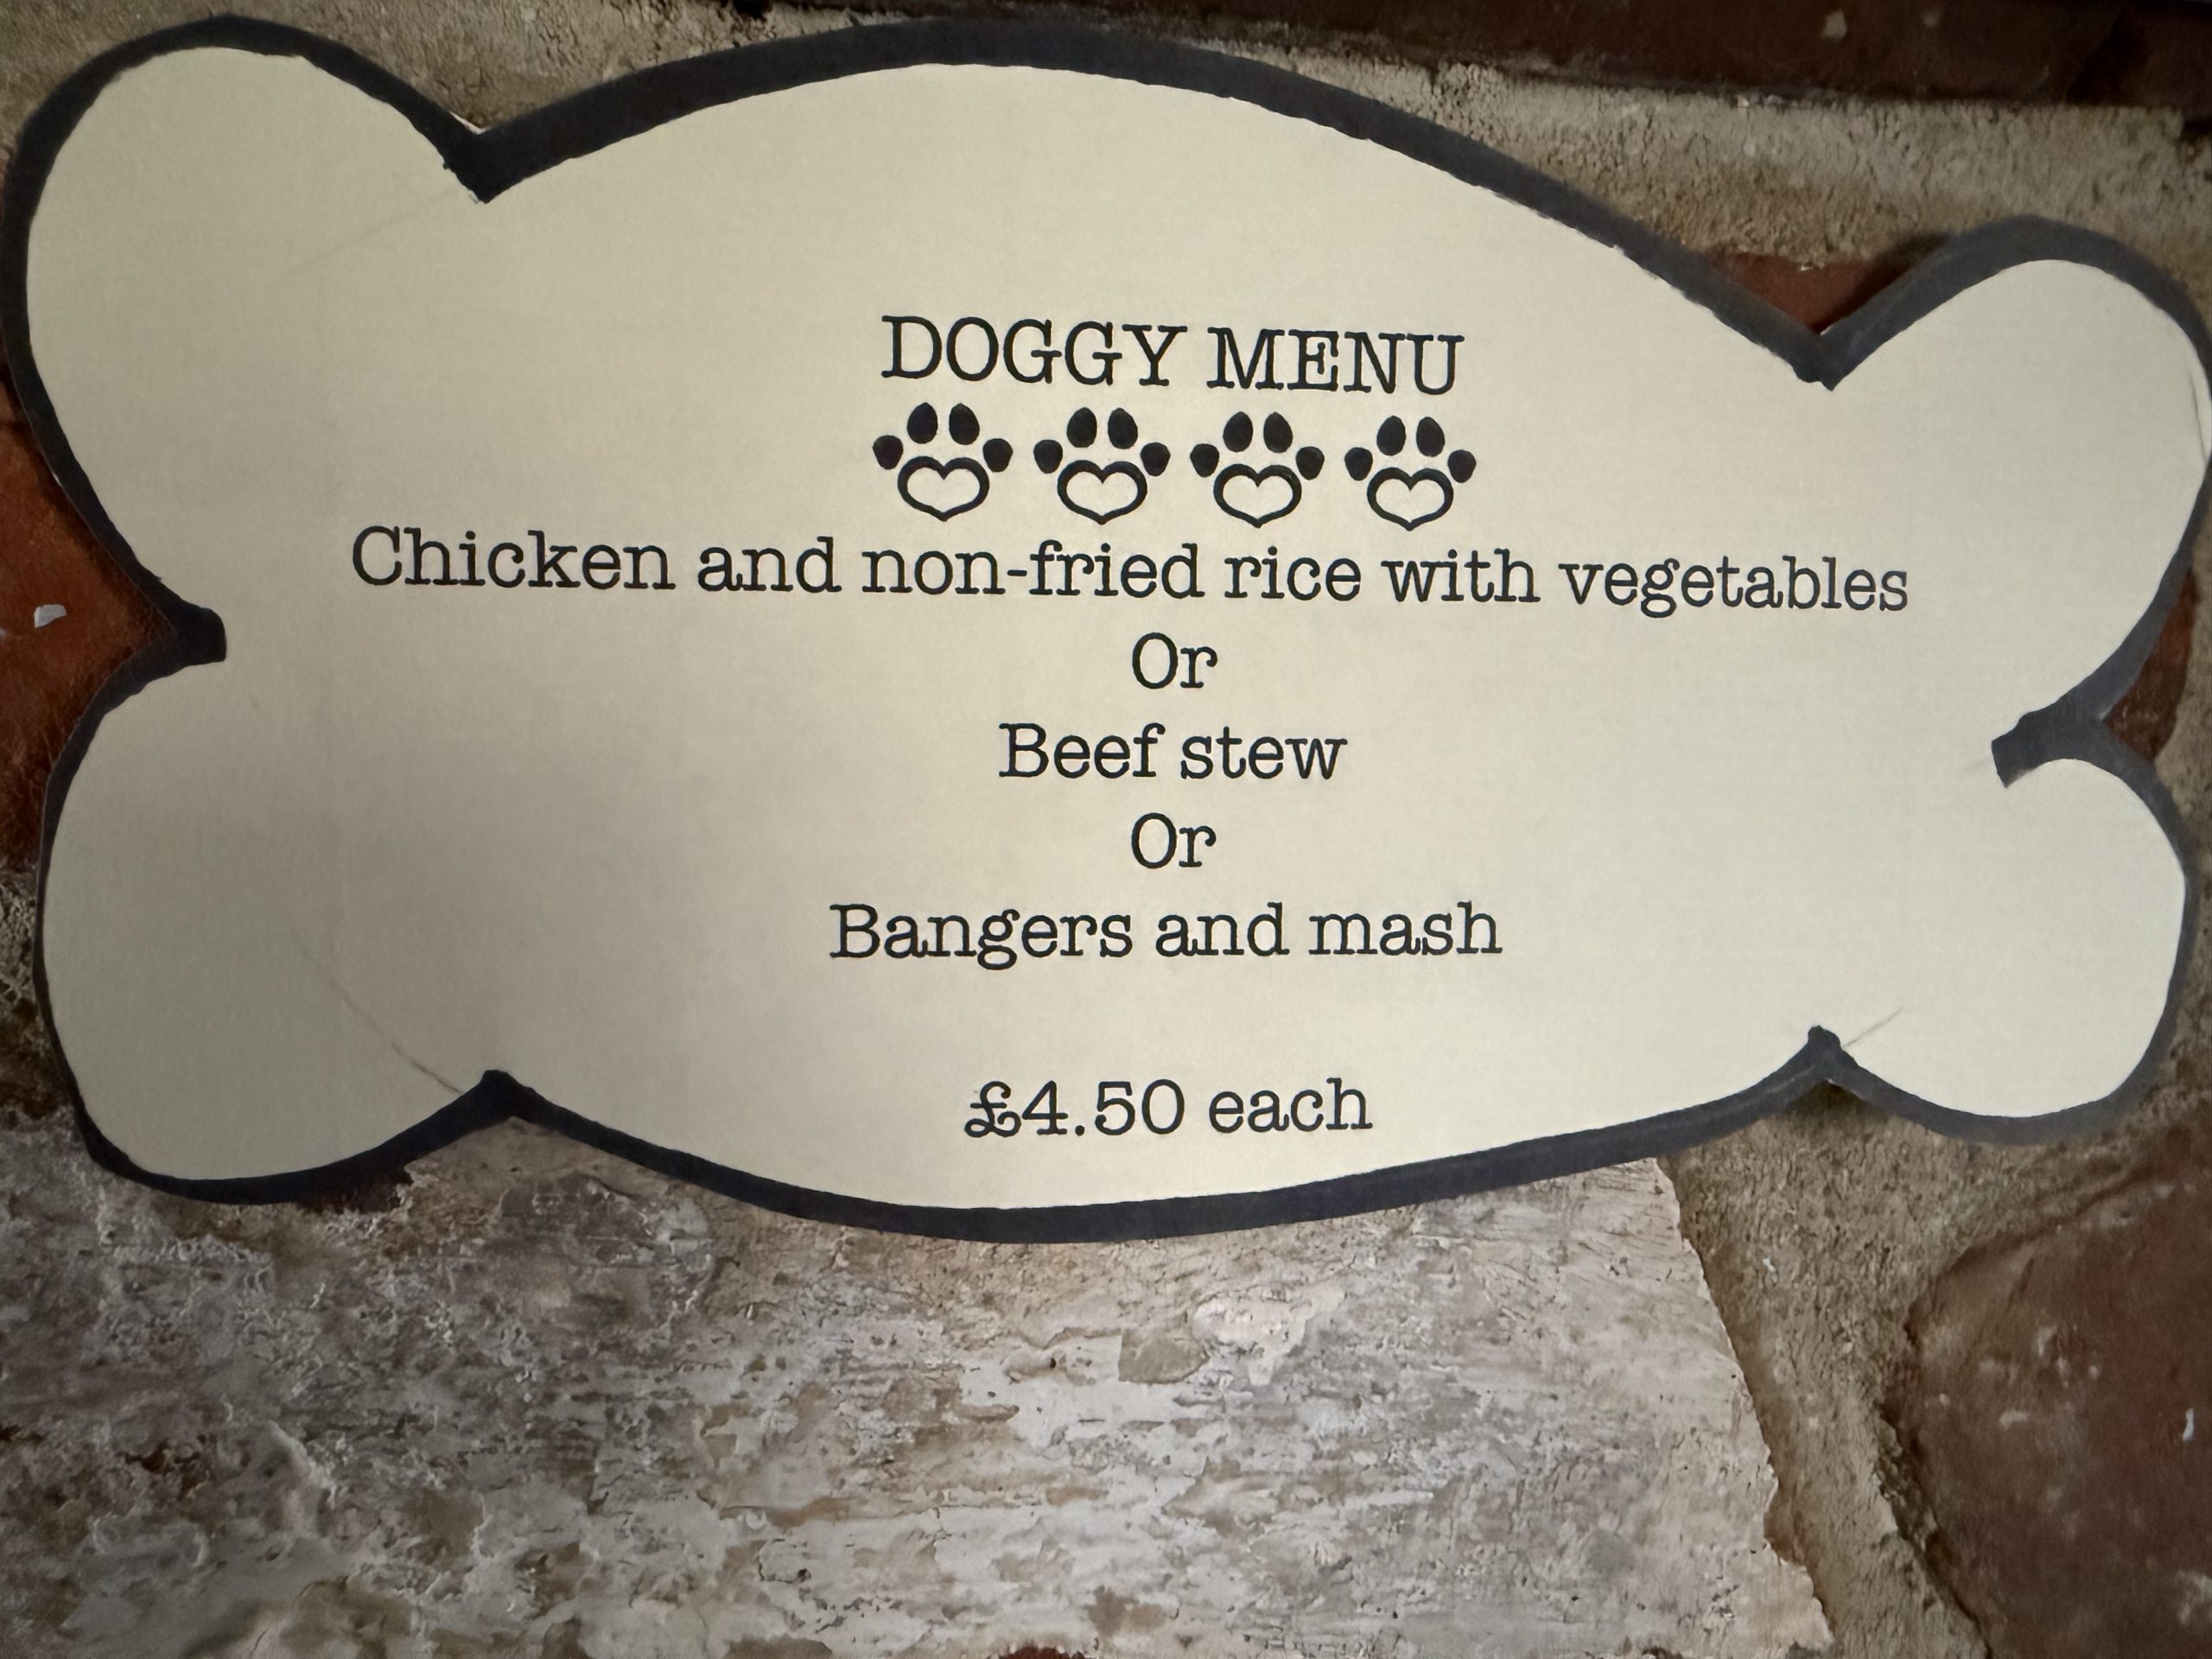 DOGGY MENU
Chicken and non-fried rice with vegetables
Or
Beef stew
Or
Bangers and mash
£4.50 each